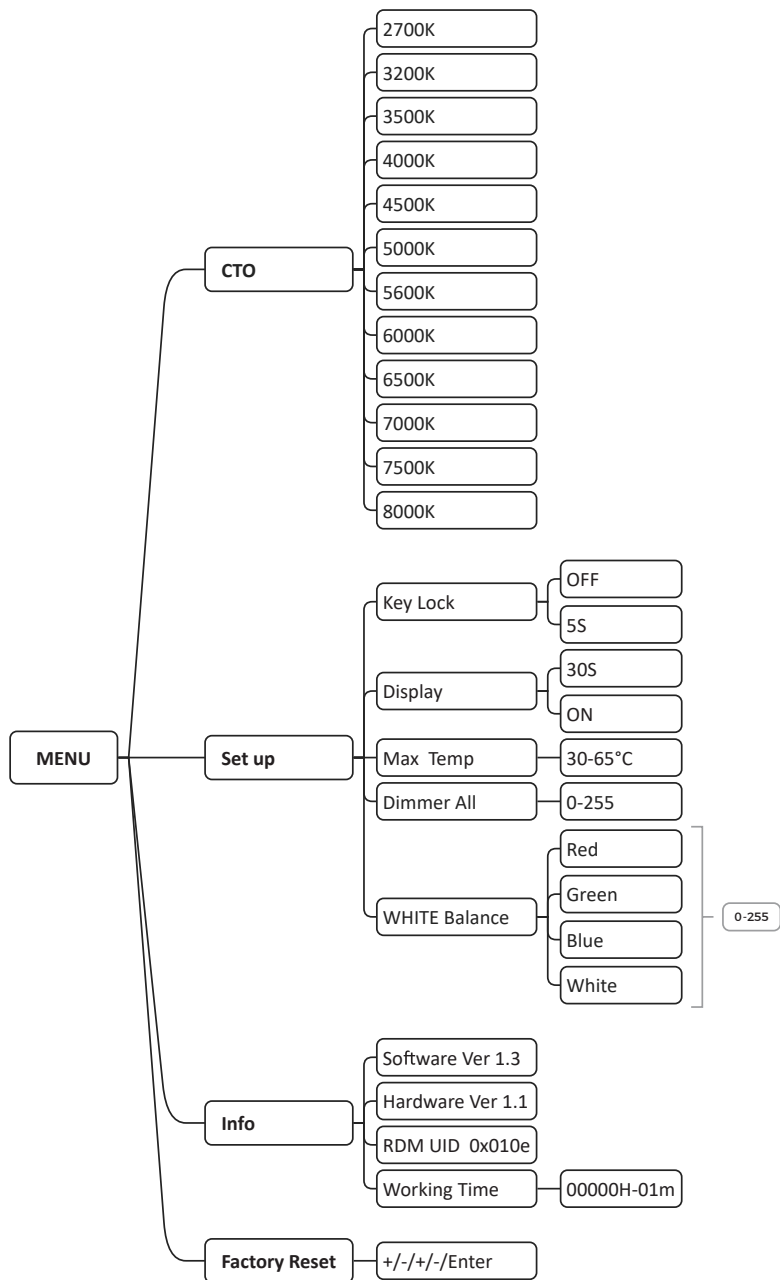 MENU
CTO
2700K
3200K
3500K
4000K
4500K
5000K
5600K
6000K
6500K
7000K
7500K
8000K
Set up
Key Lock
OFF
5S
Display
30S
ON
Max Temp
30-65°C
Dimmer All
0-255
WHITE Balance
Red
Green
Blue
White
0-255
Info
Software Ver 1.3
Hardware Ver 1.1
RDM UID 0x010e
Working Time
00000H-01m
Factory Reset
+/-/+/-/Enter